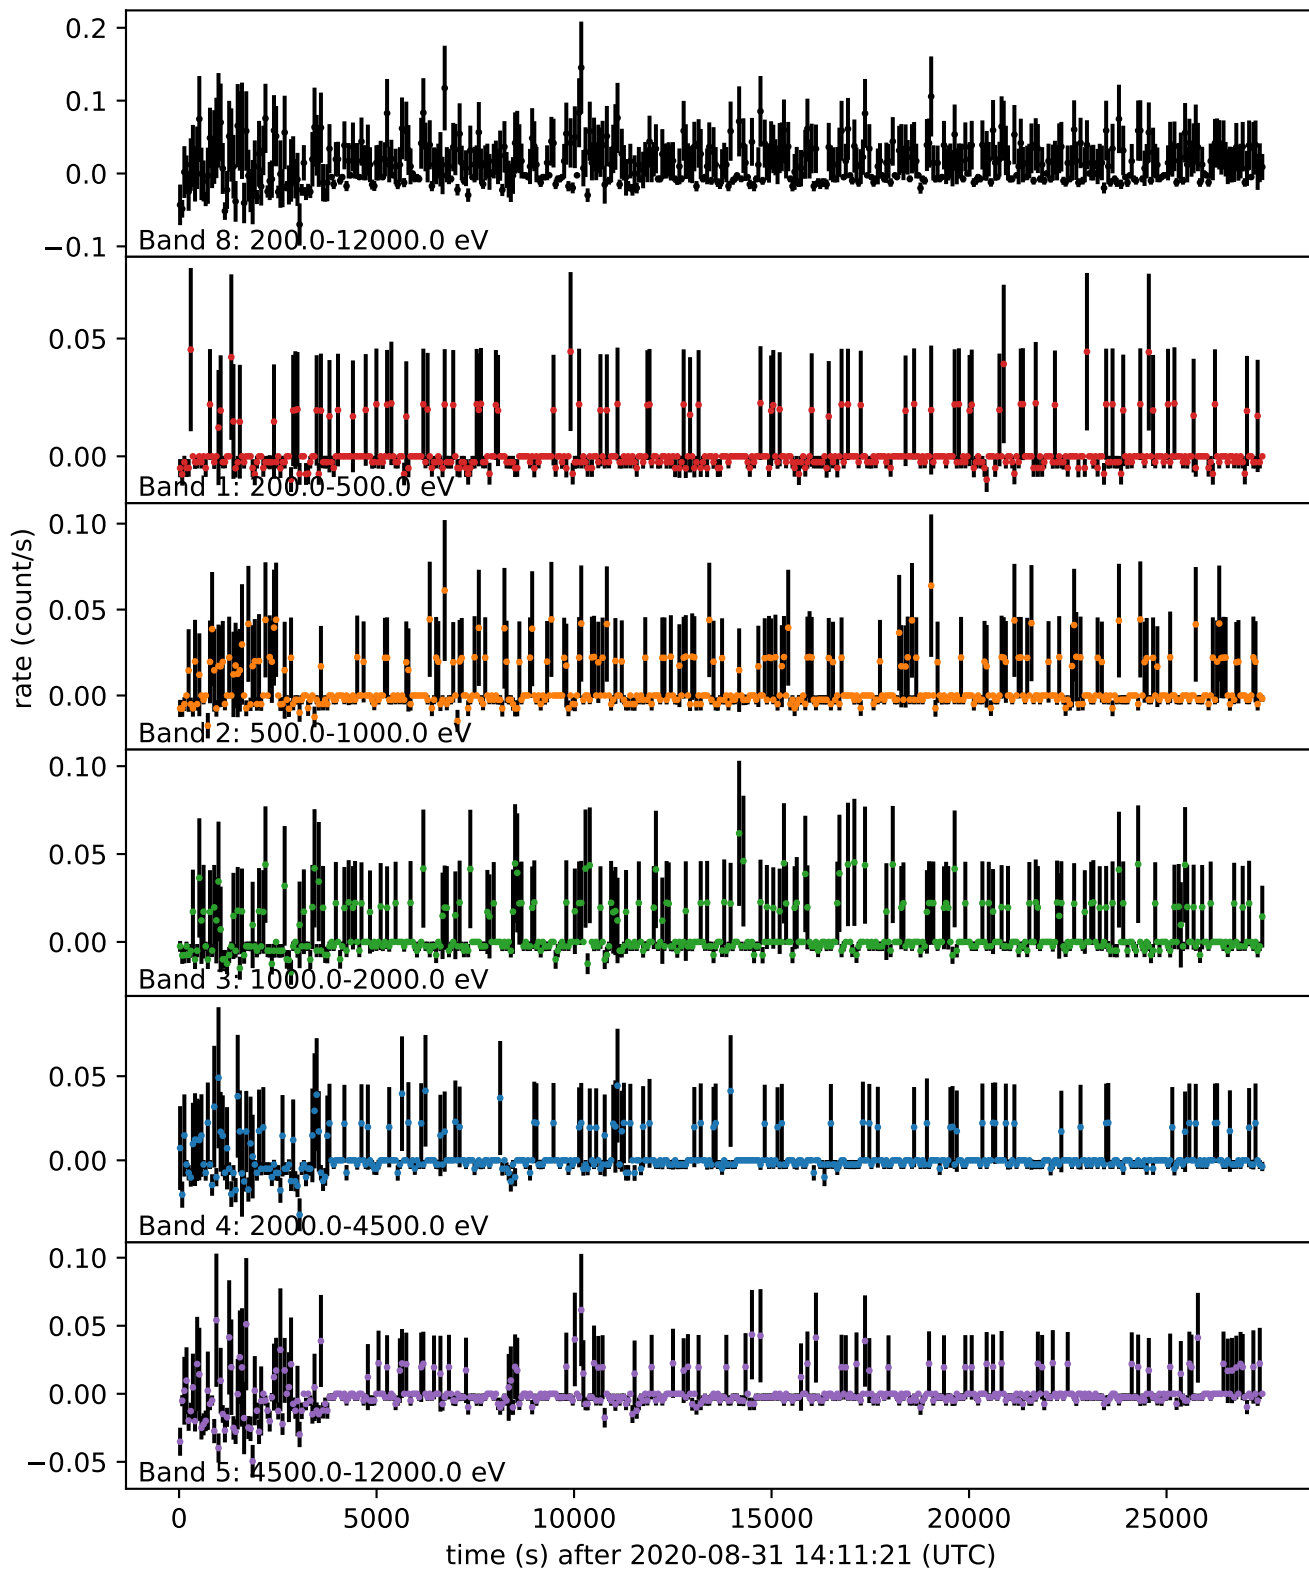 0.2
0.1
0.0
−0.1
Band 8: 200.0-12000.0 eV
0.05
0.00
Band 1: 200.0-500.0 eV
0.10
0.05
0.00
Band 2: 500.0-1000.0 eV
rate (count/s)
0.10
0.05
0.00
Band 3: 1000.0-2000.0 eV
0.05
0.00
Band 4: 2000.0-4500.0 eV
0.10
0.05
0.00
−0.05
Band 5: 4500.0-12000.0 eV
0 5000 10000 15000 20000 25000
time (s) after 2020-08-31 14:11:21 (UTC)